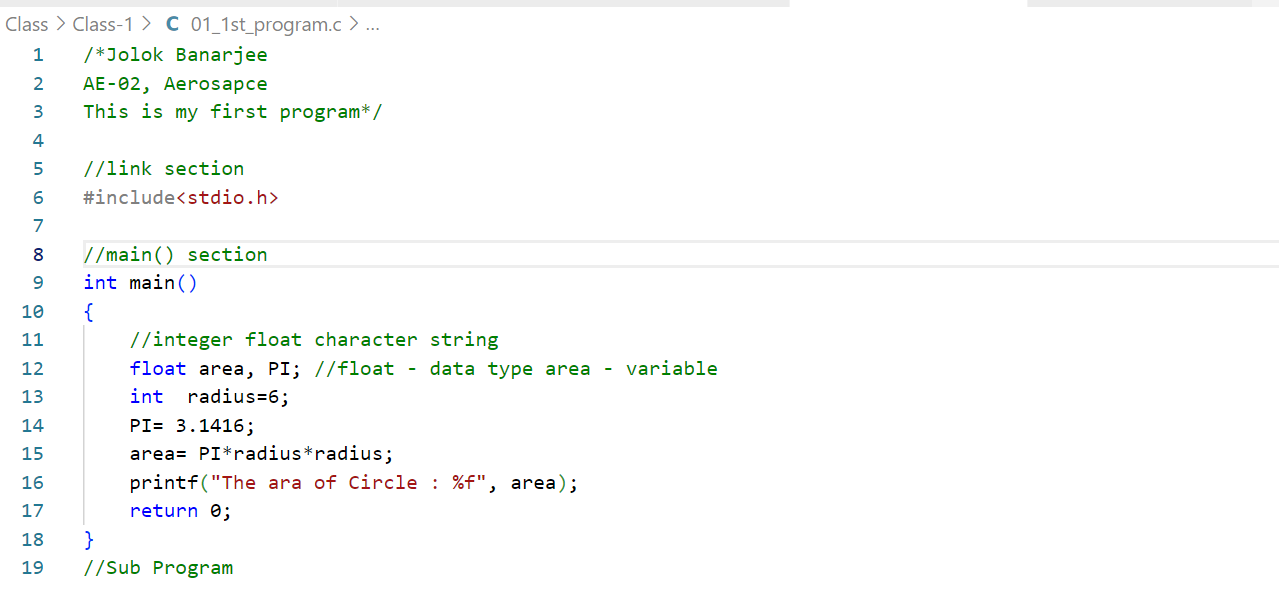 Class > Class-1 > C 01_1st_program.c > ...
1 /*Jolok Banarjee
2 AE-02, Aerosapce
3 This is my first program*/
4
5 //link section
6 #include<stdio.h>
7
8 //main() section
9 int main()
10 {
11     //integer float character string
12     float area, PI; //float - data type area - variable
13     int  radius=6;
14     PI= 3.1416;
15     area= PI*radius*radius;
16     printf("The ara of Circle : %f", area);
17     return 0;
18 }
19 //Sub Program